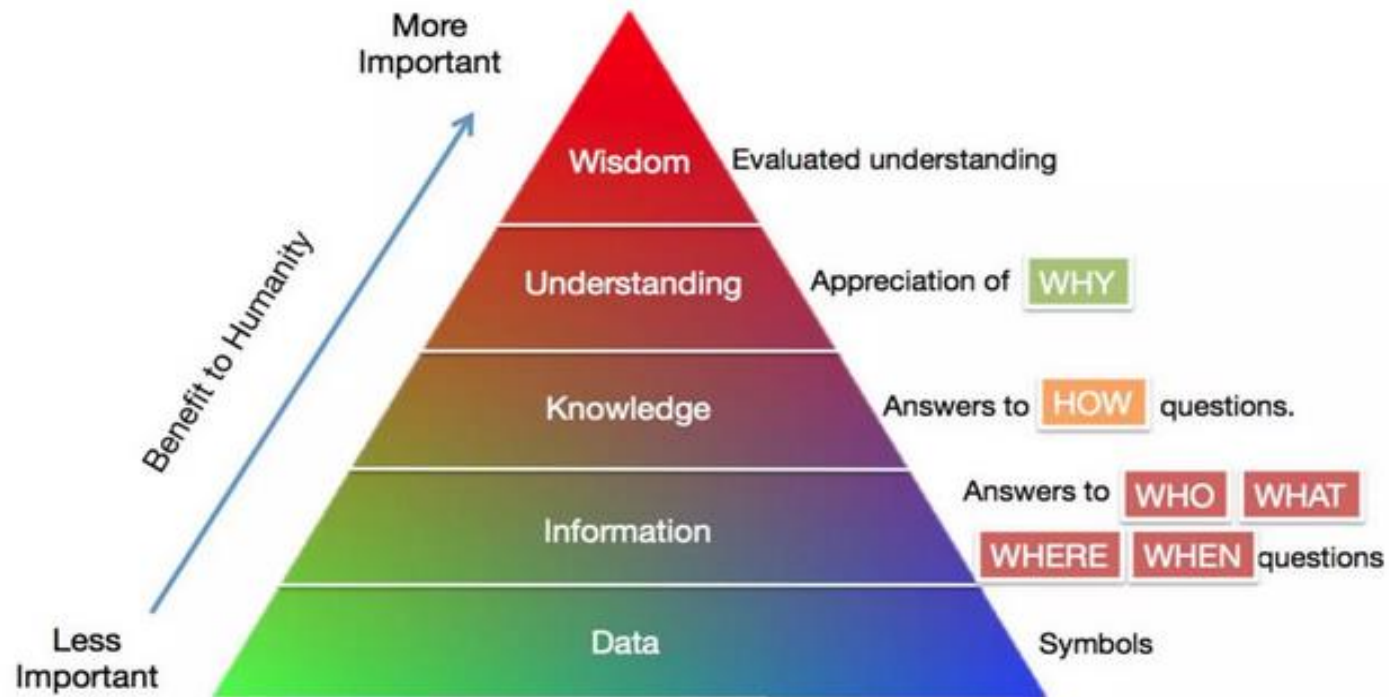 More
Important
Wisdom Evaluated understanding
Benefit to Humanity
Understanding Appreciation of WHY
Knowledge Answers to HOW questions.
Answers to WHO WHAT
Information
WHERE WHEN questions
Less
Important
Data Symbols